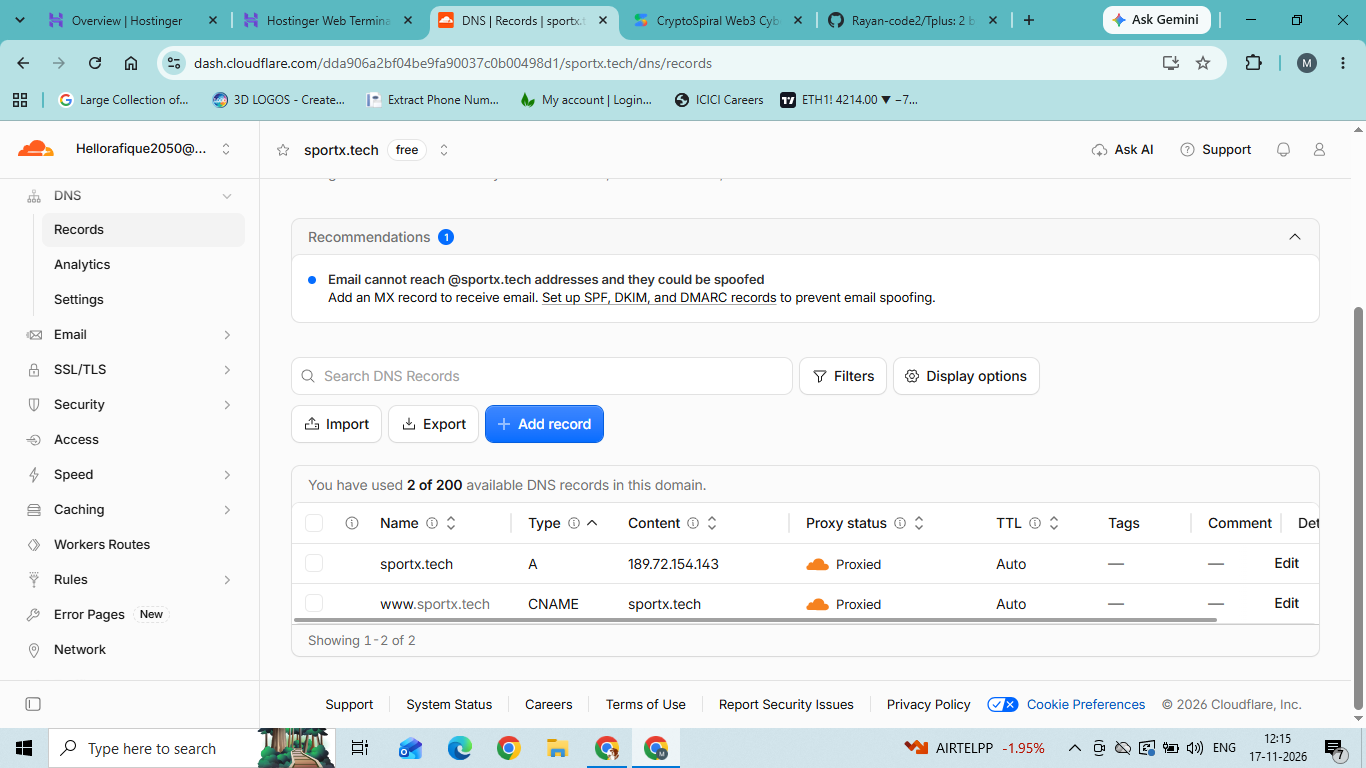 Overview | Hostinger
Hostinger Web Termina
DNS | Records | sportx.t
CryptoSpiral Web3 Cyb
Rayan-code2/Tplus: 2 b
Ask Gemini
dash.cloudflare.com/dda906a2bf04be9fa90037c0b00498d1/sportx.tech/dns/records
M
Large Collection of...
3D LOGOS - Create...
Extract Phone Num...
My account | Login...
ICICI Careers
ETH1! 4214.00 ▼ −7...
Hellorafique2050@...
sportx.tech
free
Ask AI
Support
DNS
Records
Analytics
Settings
Email
SSL/TLS
Security
Access
Speed
Caching
Workers Routes
Rules
Error Pages New
Network
Recommendations 1
Email cannot reach @sportx.tech addresses and they could be spoofed
Add an MX record to receive email. Set up SPF, DKIM, and DMARC records to prevent email spoofing.
Search DNS Records
Filters
Display options
Import
Export
Add record
You have used 2 of 200 available DNS records in this domain.
Name Type Content Proxy status TTL Tags Comment Det
sportx.tech A 189.72.154.143 Proxied Auto — — Edit
www.sportx.tech CNAME sportx.tech Proxied Auto — — Edit
Showing 1-2 of 2
Support System Status Careers Terms of Use Report Security Issues Privacy Policy Cookie Preferences © 2026 Cloudflare, Inc.
Type here to search
AIRTELPP -1.95%
ENG
12:15
17-11-2026
7